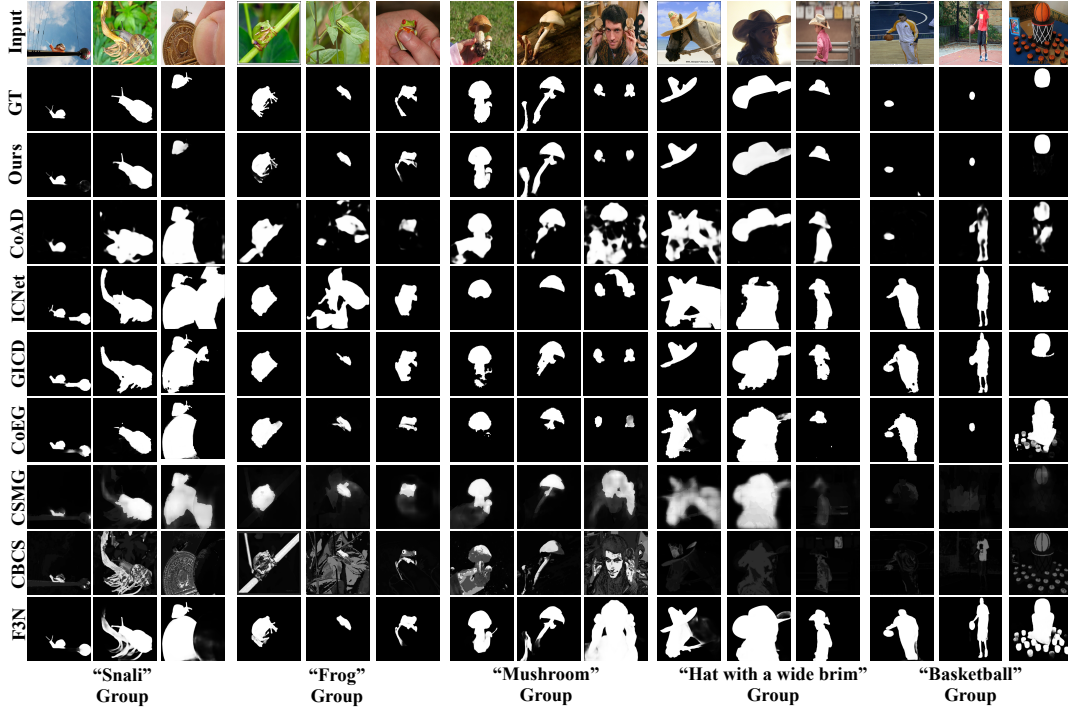 Input
GT
Ours
CoAD
ICNet
GICD
CoEG
CSMG
CBCS
F3N
“Snali” “Frog” “Mushroom” “Hat with a wide brim” “Basketball”
Group Group Group Group Group